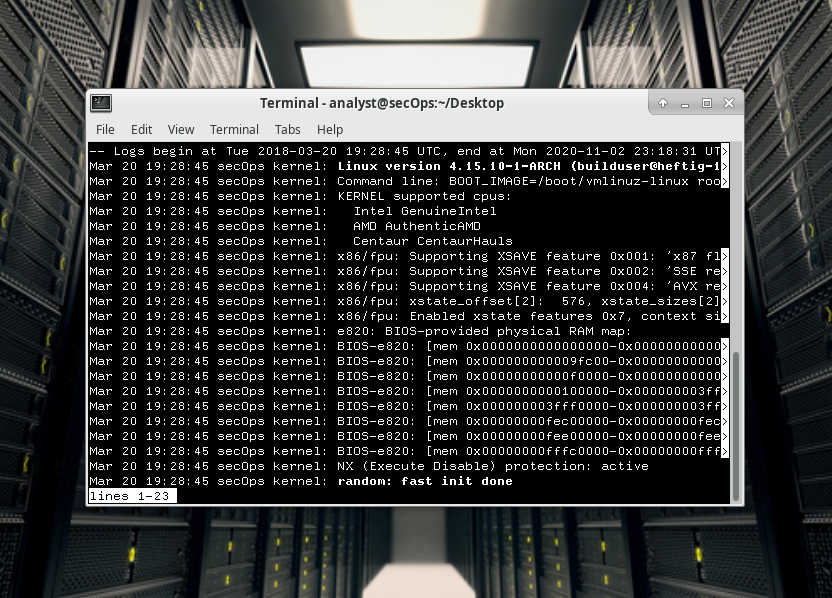 Terminal - analyst@secOps:~/Desktop
File Edit View Terminal Tabs Help
-- Logs begin at Tue 2018-03-20 19:28:45 UTC, end at Mon 2020-11-02 23:18:31 UT>
Mar 20 19:28:45 secOps kernel: Linux version 4.15.10-1-ARCH (builduser@heftig-1>
Mar 20 19:28:45 secOps kernel: Command line: BOOT_IMAGE=/boot/vmlinuz-linux roo>
Mar 20 19:28:45 secOps kernel: KERNEL supported cpus:
Mar 20 19:28:45 secOps kernel:   Intel GenuineIntel
Mar 20 19:28:45 secOps kernel:   AMD AuthenticAMD
Mar 20 19:28:45 secOps kernel:   Centaur CentaurHauls
Mar 20 19:28:45 secOps kernel: x86/fpu: Supporting XSAVE feature 0x001: 'x87 fl>
Mar 20 19:28:45 secOps kernel: x86/fpu: Supporting XSAVE feature 0x002: 'SSE re>
Mar 20 19:28:45 secOps kernel: x86/fpu: Supporting XSAVE feature 0x004: 'AVX re>
Mar 20 19:28:45 secOps kernel: x86/fpu: xstate_offset[2]:  576, xstate_sizes[2]>
Mar 20 19:28:45 secOps kernel: x86/fpu: Enabled xstate features 0x7, context si>
Mar 20 19:28:45 secOps kernel: e820: BIOS-provided physical RAM map:
Mar 20 19:28:45 secOps kernel: BIOS-e820: [mem 0x0000000000000000-0x00000000000>
Mar 20 19:28:45 secOps kernel: BIOS-e820: [mem 0x000000000009fc00-0x00000000000>
Mar 20 19:28:45 secOps kernel: BIOS-e820: [mem 0x00000000000f0000-0x00000000000>
Mar 20 19:28:45 secOps kernel: BIOS-e820: [mem 0x0000000000100000-0x000000003ff>
Mar 20 19:28:45 secOps kernel: BIOS-e820: [mem 0x000000003fff0000-0x000000003ff>
Mar 20 19:28:45 secOps kernel: BIOS-e820: [mem 0x00000000fec00000-0x00000000fec>
Mar 20 19:28:45 secOps kernel: BIOS-e820: [mem 0x00000000fee00000-0x00000000fee>
Mar 20 19:28:45 secOps kernel: BIOS-e820: [mem 0x00000000fffc0000-0x00000000fff>
Mar 20 19:28:45 secOps kernel: NX (Execute Disable) protection: active
Mar 20 19:28:45 secOps kernel: random: fast init done
lines 1-23